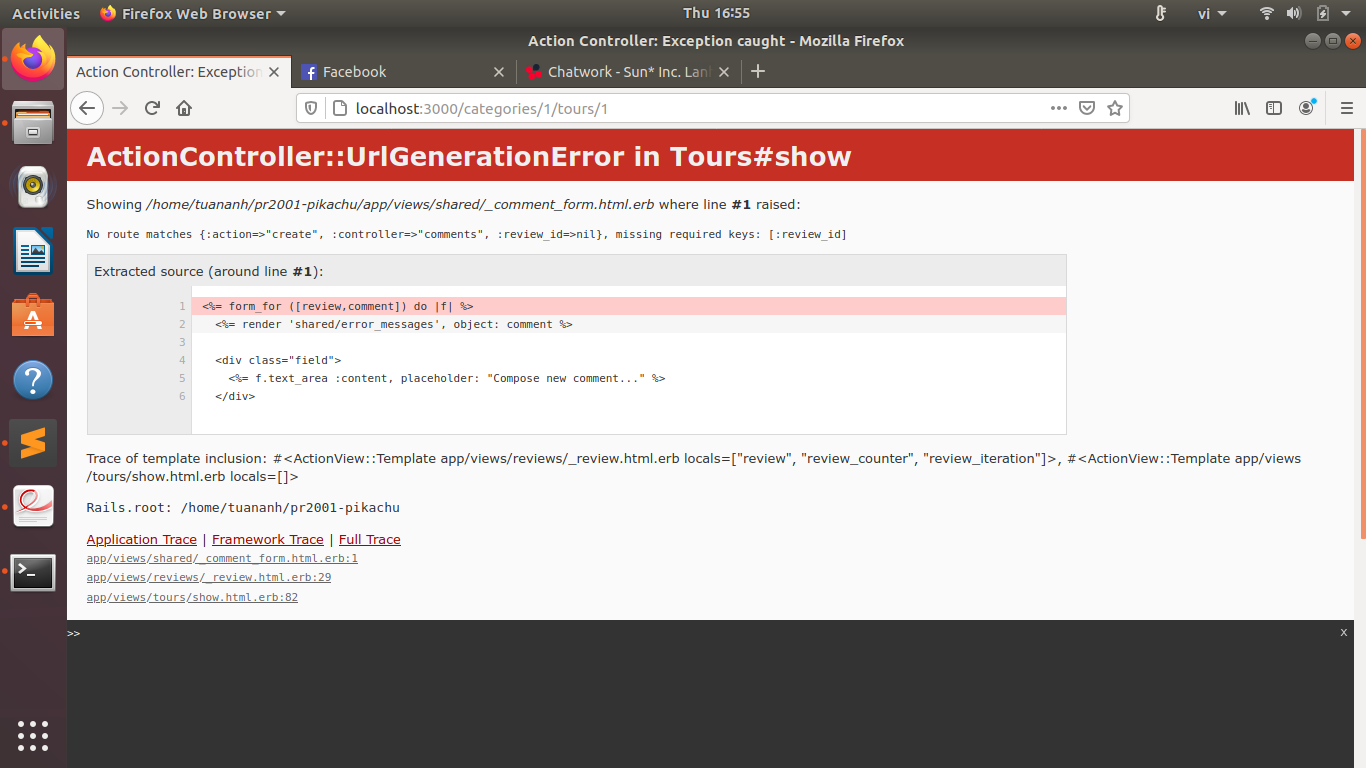 Activities
Firefox Web Browser
Thu 16:55
vi
Action Controller: Exception caught - Mozilla Firefox
Action Controller: Exception
Facebook
Chatwork - Sun* Inc. Lan
localhost:3000/categories/1/tours/1
ActionController::UrlGenerationError in Tours#show
Showing /home/tuananh/pr2001-pikachu/app/views/shared/_comment_form.html.erb where line #1 raised:
No route matches {:action=>"create", :controller=>"comments", :review_id=>nil}, missing required keys: [:review_id]
Extracted source (around line #1):
1 <%= form_for ([review,comment]) do |f| %>
2 <%= render 'shared/error_messages', object: comment %>
3
4 <div class="field">
5 <%= f.text_area :content, placeholder: "Compose new comment..." %>
6 </div>
Trace of template inclusion: #<ActionView::Template app/views/reviews/_review.html.erb locals=["review", "review_counter", "review_iteration"]>, #<ActionView::Template app/views
/tours/show.html.erb locals=[]>
Rails.root: /home/tuananh/pr2001-pikachu
Application Trace | Framework Trace | Full Trace
app/views/shared/_comment_form.html.erb:1
app/views/reviews/_review.html.erb:29
app/views/tours/show.html.erb:82
>>
x